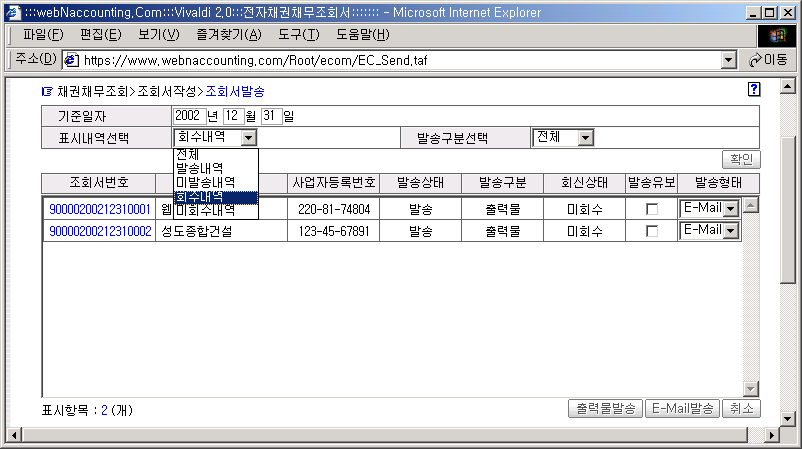 :::webNaccounting.Com:::Vivaldi 2.0:::전자채권채무조회서::::::: - Microsoft Internet Explorer
파일(F) 편집(E) 보기(V) 즐겨찾기(A) 도구(T) 도움말(H)
주소(D) https://www.webnaccounting.com/Root/ecom/EC_Send.taf 이동
채권채무조회>조회서작성>조회서발송 ?
기준일자 2002 년 12 월 31 일
표시내역선택 회수내역 발송구분선택 전체
전체
발송내역
미발송내역
회수내역
미회수내역
확인
조회서번호 사업자등록번호 발송상태 발송구분 회신상태 발송유보 발송형태
90000200212310001 웹 220-81-74804 발송 출력물 미회수 E-Mail
90000200212310002 성도종합건설 123-45-67891 발송 출력물 미회수 E-Mail
표시항목 : 2 (개) 출력물발송 E-Mail발송 취소